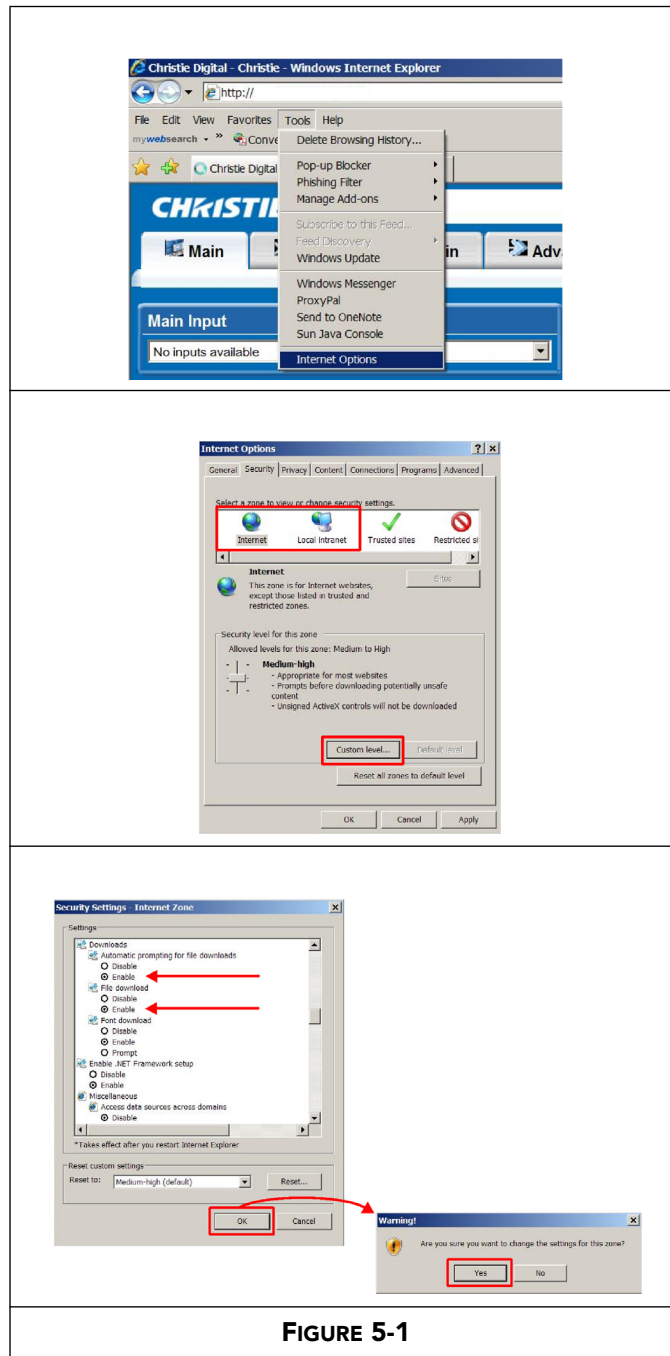 Christie Digital - Christie - Windows Internet Explorer
http://
File Edit View Favorites Tools Help
mywebsearch » Conve
Delete Browsing History...
Christie Digital
Pop-up Blocker
Phishing Filter
Manage Add-ons
CHRISTIE
Subscribe to this Feed...
Feed Discovery
Windows Update
Main in Adv
Windows Messenger
ProxyPal
Send to OneNote
Sun Java Console
Internet Options
Main Input
No inputs available
Internet Options
General Security Privacy Content Connections Programs Advanced
Select a zone to view or change security settings.
Internet Local intranet Trusted sites Restricted si
Internet
This zone is for Internet websites,
except those listed in trusted and
restricted zones.
Sites
Security level for this zone
Allowed levels for this zone: Medium to High
Medium-high
- Appropriate for most websites
- Prompts before downloading potentially unsafe
content
- Unsigned ActiveX controls will not be downloaded
Custom level... Default level
Reset all zones to default level
OK Cancel Apply
Security Settings - Internet Zone
Settings
Downloads
Automatic prompting for file downloads
Disable
Enable
File download
Disable
Enable
Font download
Disable
Enable
Prompt
Enable .NET Framework setup
Disable
Enable
Miscellaneous
Access data sources across domains
Disable
*Takes effect after you restart Internet Explorer
Reset custom settings
Reset to: Medium-high (default) Reset...
OK Cancel
Warning!
Are you sure you want to change the settings for this zone?
Yes No
FIGURE 5-1